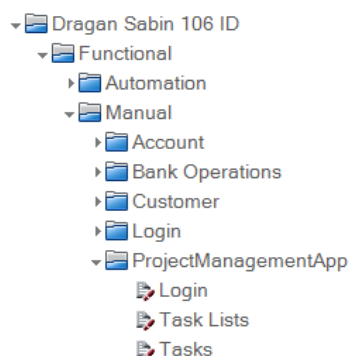 Dragan Sabin 106 ID
Functional
Automation
Manual
Account
Bank Operations
Customer
Login
ProjectManagementApp
Login
Task Lists
Tasks